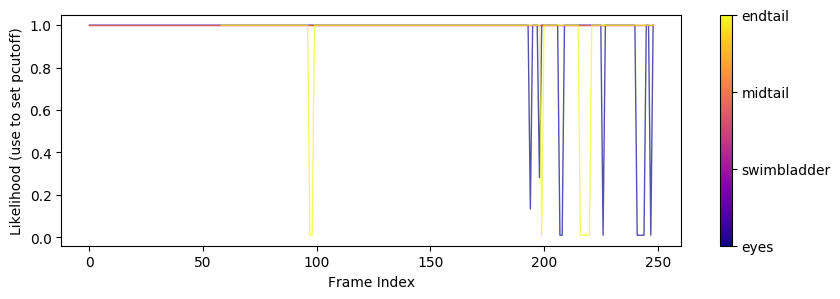 Likelihood (use to set pcutoff)
1.0
0.8
0.6
0.4
0.2
0.0
0
50
100
150
200
250
Frame Index
endtail
midtail
swimbladder
eyes